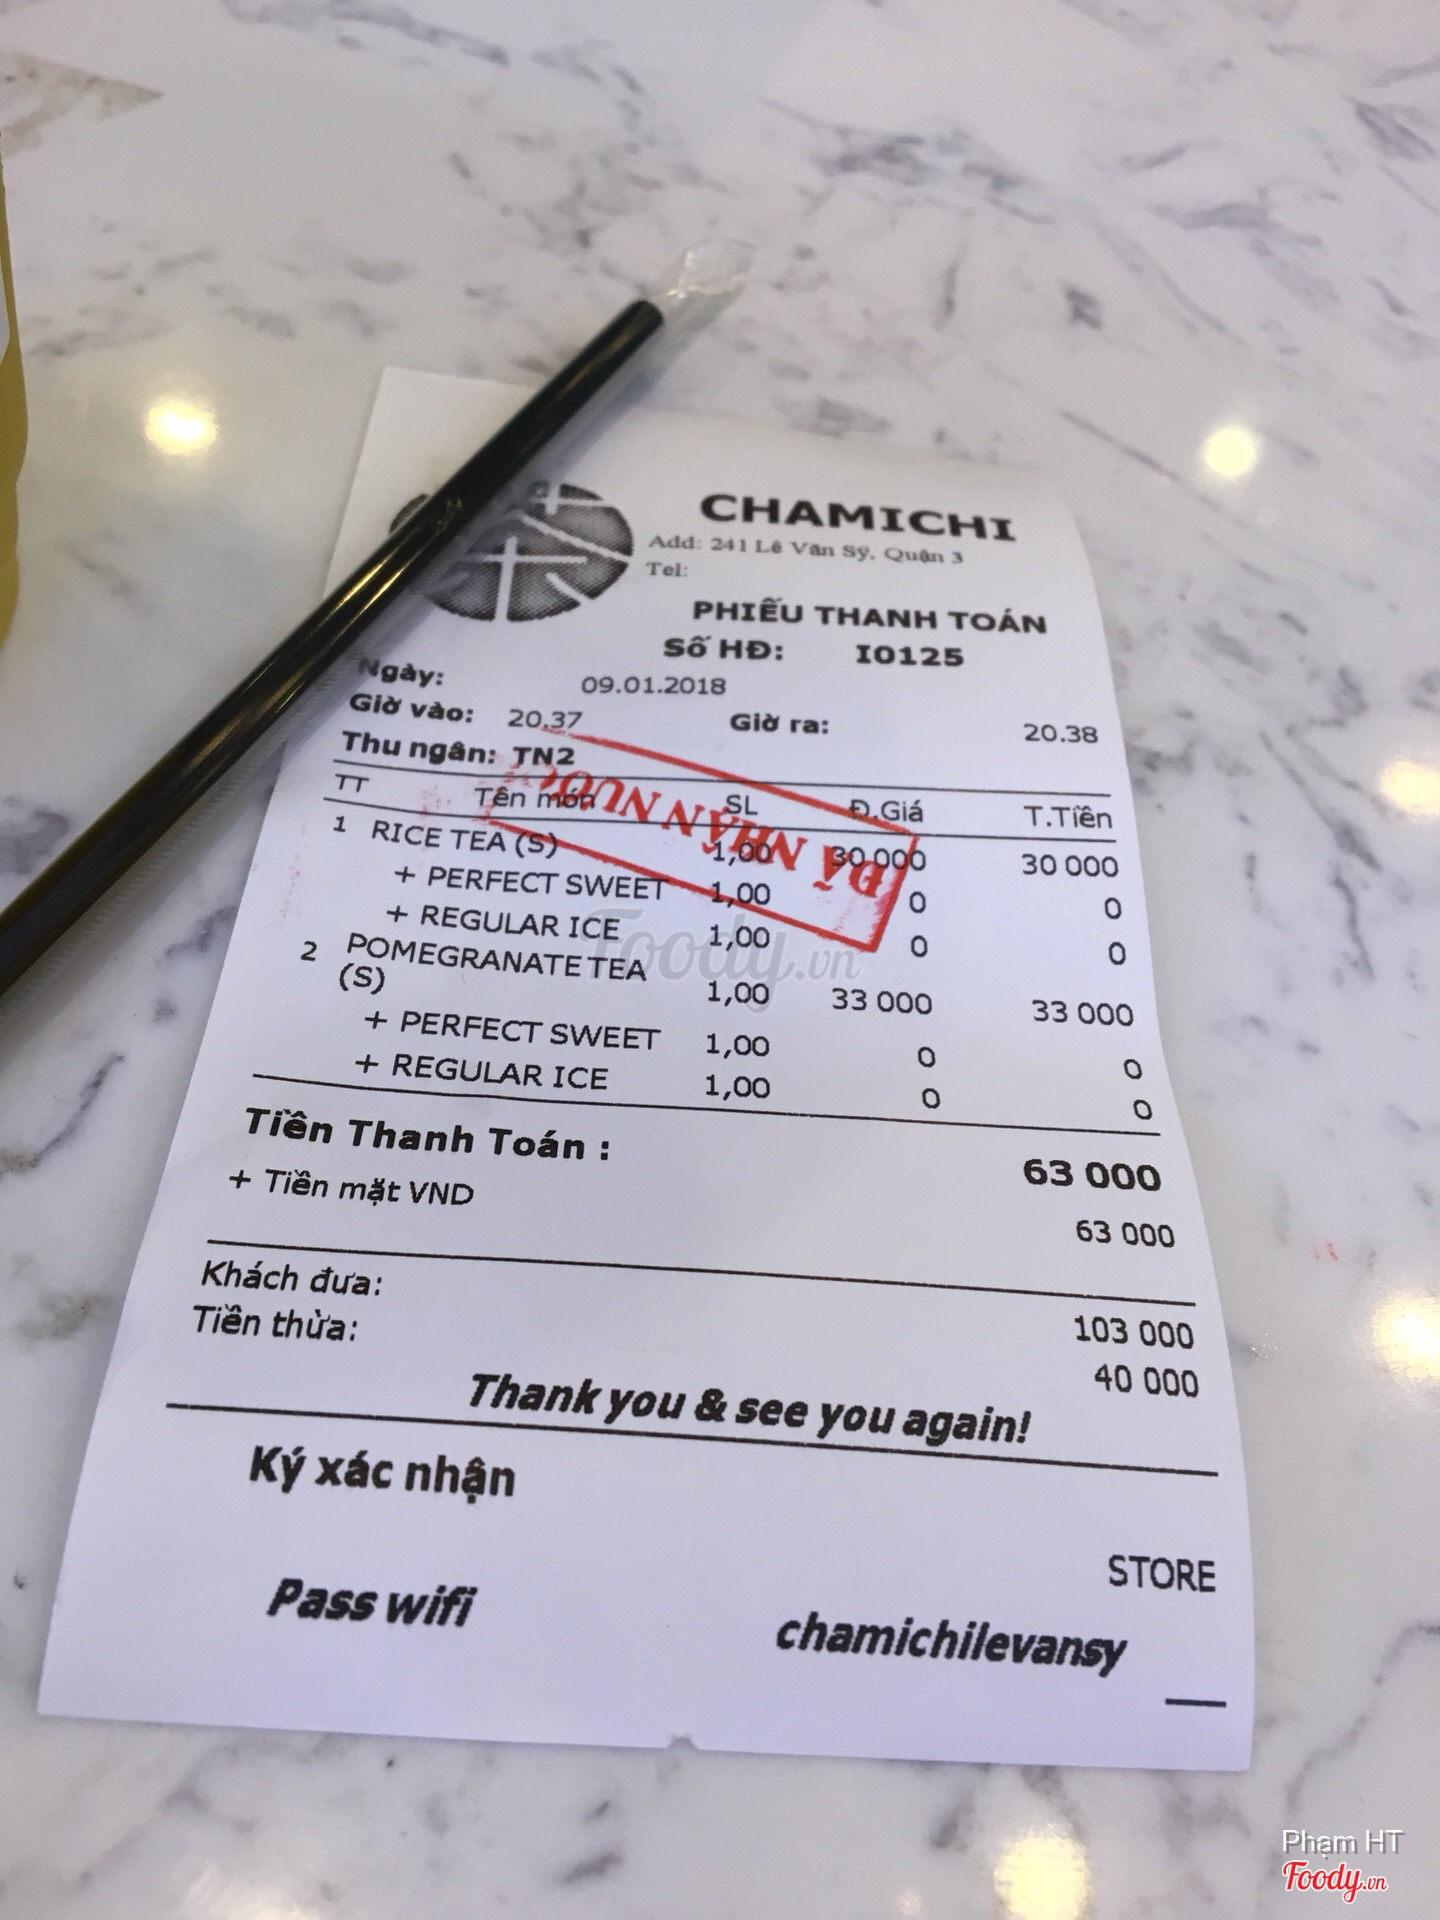 CHAMICHI
Add: 241 Lê Văn Sỹ, Quận 3
Tel:
PHIẾU THANH TOÁN
Số HĐ: I0125
Ngày: 09.01.2018
Giờ vào: 20.37 Giờ ra: 20.38
Thu ngân: TN2
TT Tên món SL Đ.Giá T.Tiền
ĐÃ NHẬN NƯỚC
1 RICE TEA (S) 1,00 30 000 30 000
+ PERFECT SWEET 1,00 0 0
+ REGULAR ICE 1,00 0 0
2 POMEGRANATE TEA
(S) 1,00 33 000 33 000
+ PERFECT SWEET 1,00 0 0
+ REGULAR ICE 1,00 0 0
Foody.vn
Tiền Thanh Toán : 63 000
+ Tiền mặt VND 63 000
Khách đưa: 103 000
Tiền thừa: 40 000
Thank you & see you again!
Ký xác nhận
STORE
Pass wifi chamichilevansy
Phạm HT
Foody.vn